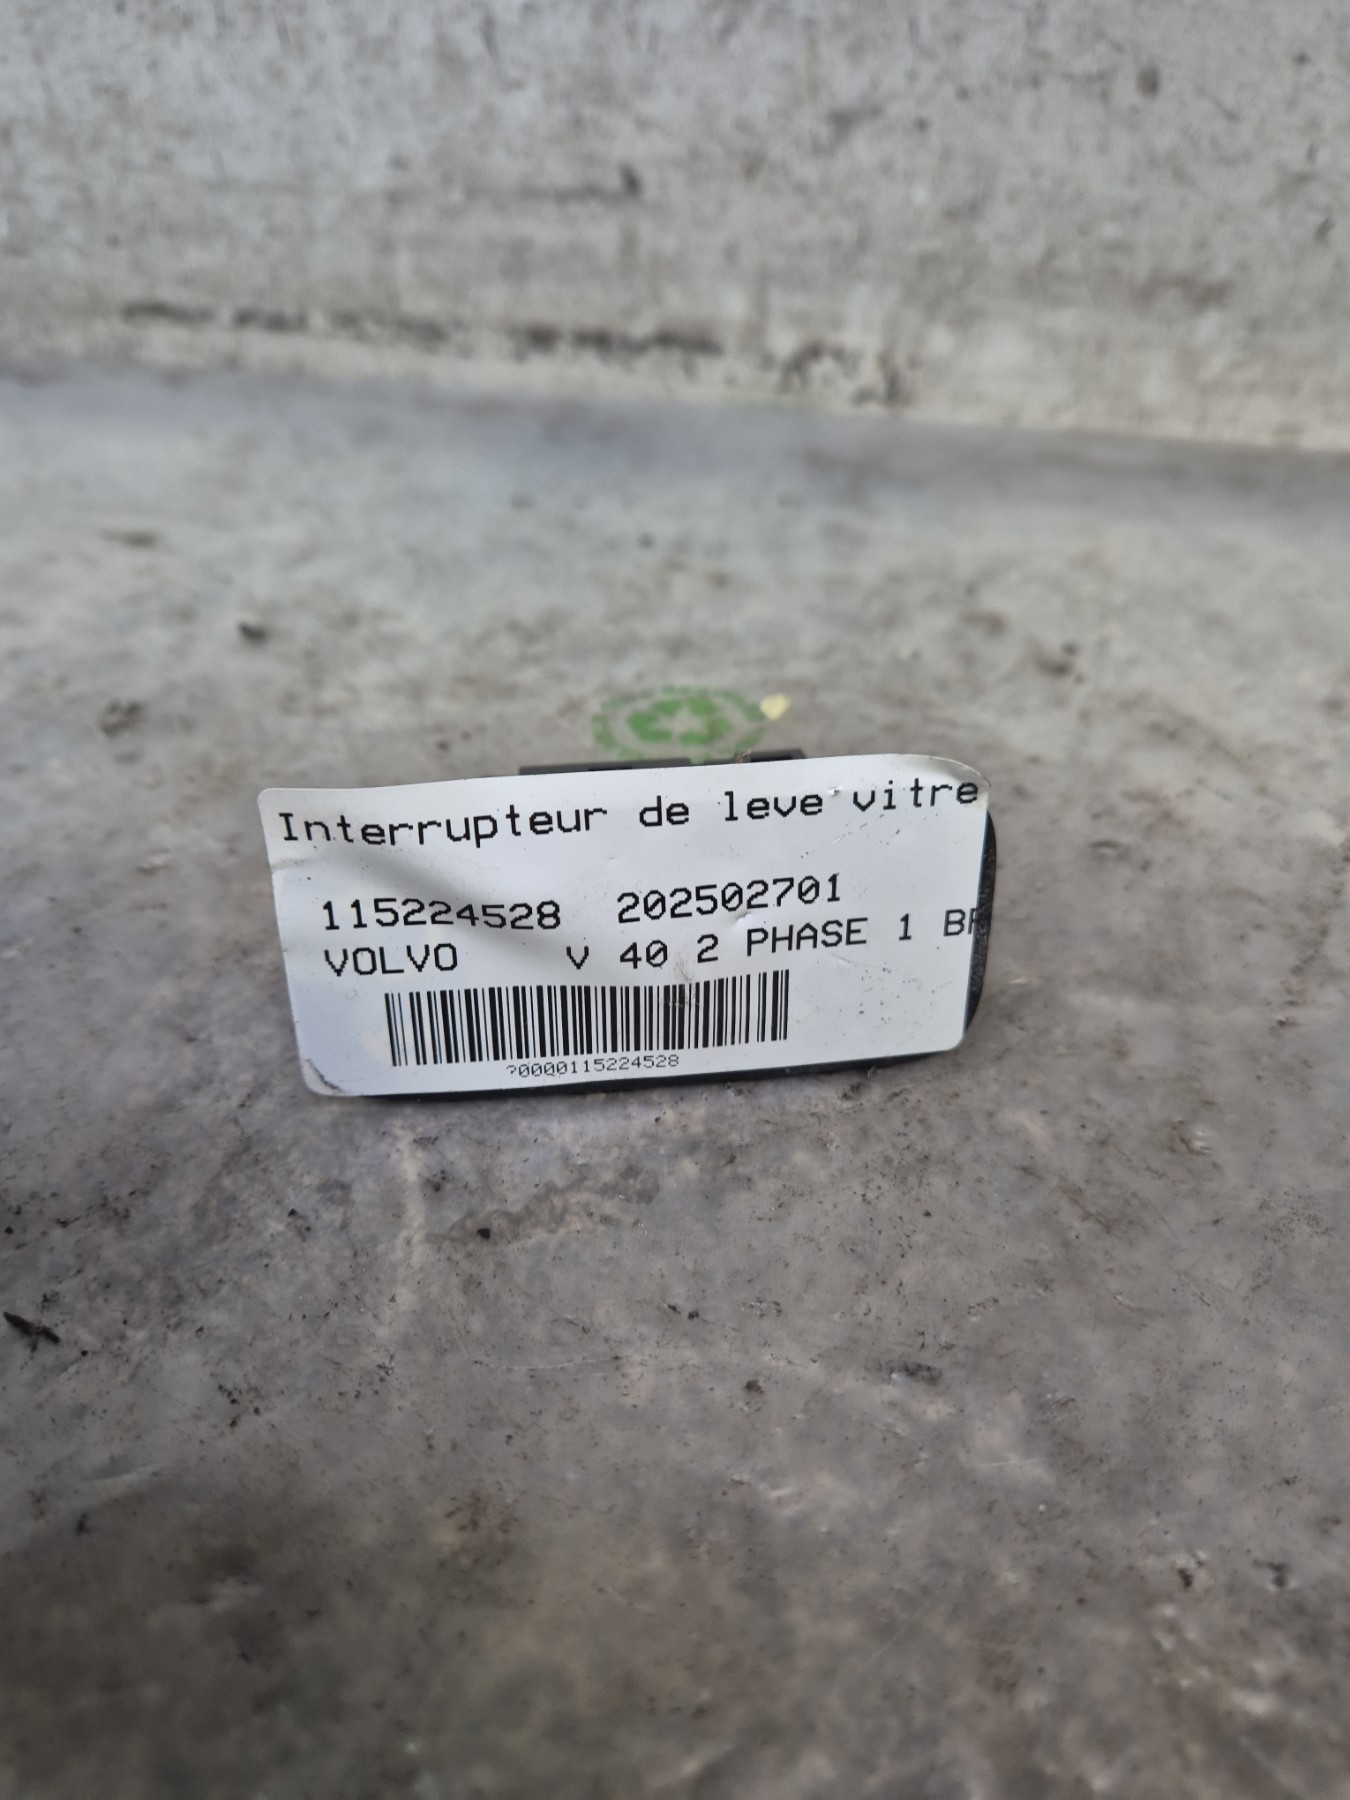 Interrupteur de leve vitre
115224528 202502701
VOLVO V 40 2 PHASE 1
?0000115224528